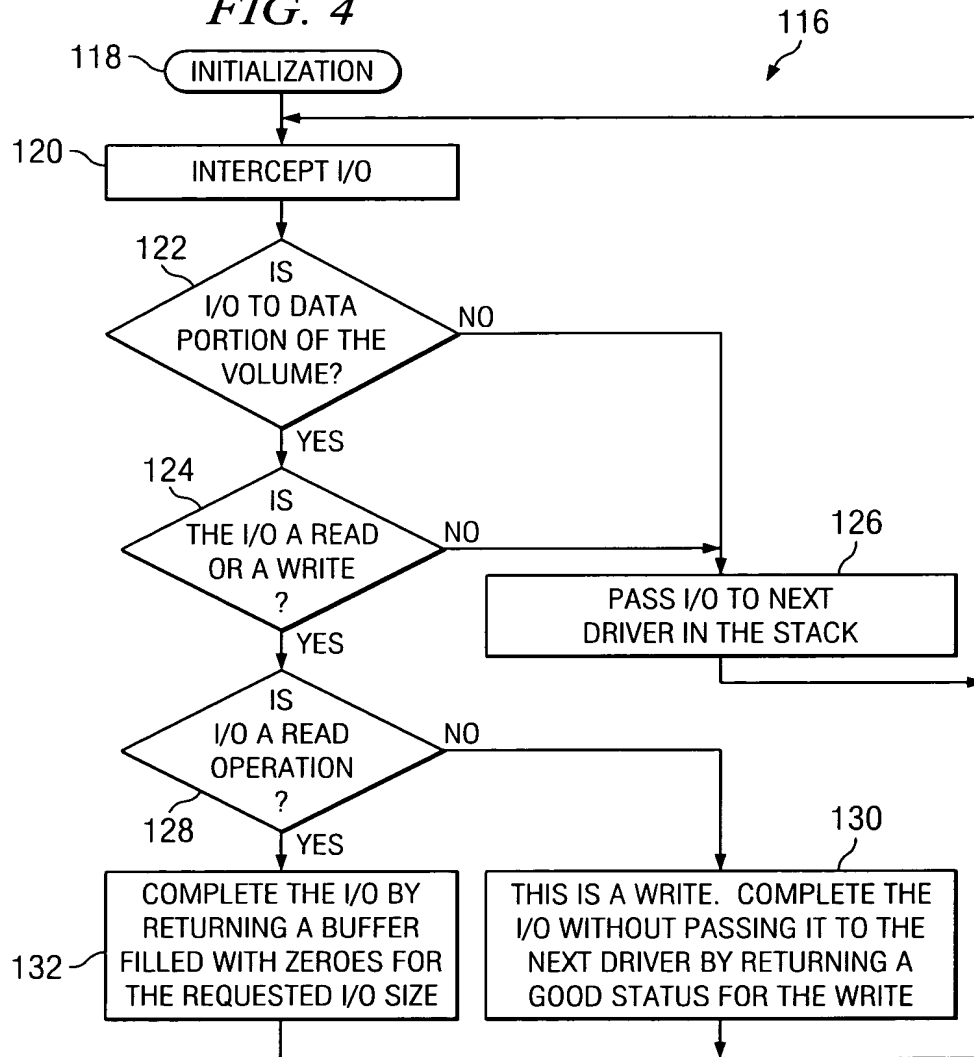 FIG. 4
116
118
INITIALIZATION
120
INTERCEPT I/O
122
IS
I/O TO DATA
PORTION OF THE
VOLUME?
NO
YES
124
IS
THE I/O A READ
OR A WRITE
?
NO
YES
126
PASS I/O TO NEXT
DRIVER IN THE STACK
IS
I/O A READ
OPERATION
?
NO
128
YES
130
COMPLETE THE I/O BY
RETURNING A BUFFER
FILLED WITH ZEROES FOR
THE REQUESTED I/O SIZE
132
THIS IS A WRITE. COMPLETE THE
I/O WITHOUT PASSING IT TO THE
NEXT DRIVER BY RETURNING A
GOOD STATUS FOR THE WRITE